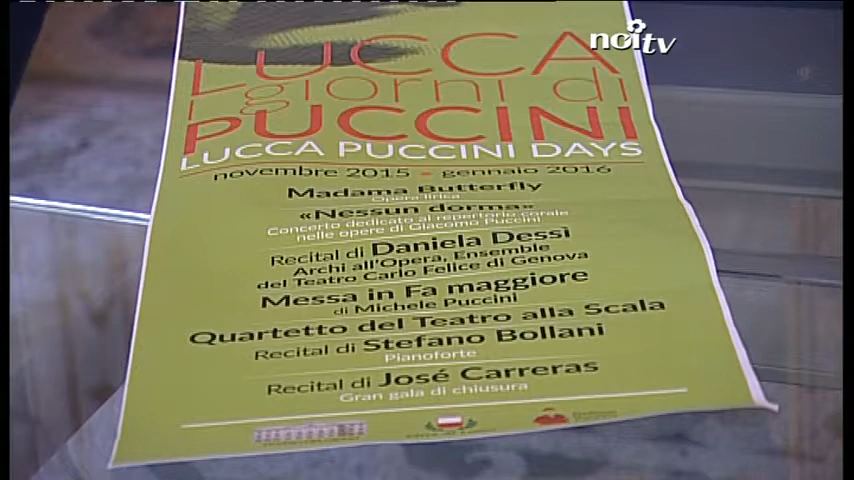 noitv
LUCCA
I giorni di
PUCCINI
LUCCA PUCCINI DAYS
novembre 2015 • gennaio 2016
Madama Butterfly
Opera lirica
«Nessun dorma»
Concerto dedicato al repertorio corale
nelle opere di Giacomo Puccini
Recital di Daniela Dessì
Archi all'Opera, Ensemble
del Teatro Carlo Felice di Genova
Messa in Fa maggiore
di Michele Puccini
Quartetto del Teatro alla Scala
Recital di Stefano Bollani
Pianoforte
Recital di José Carreras
Gran gala di chiusura